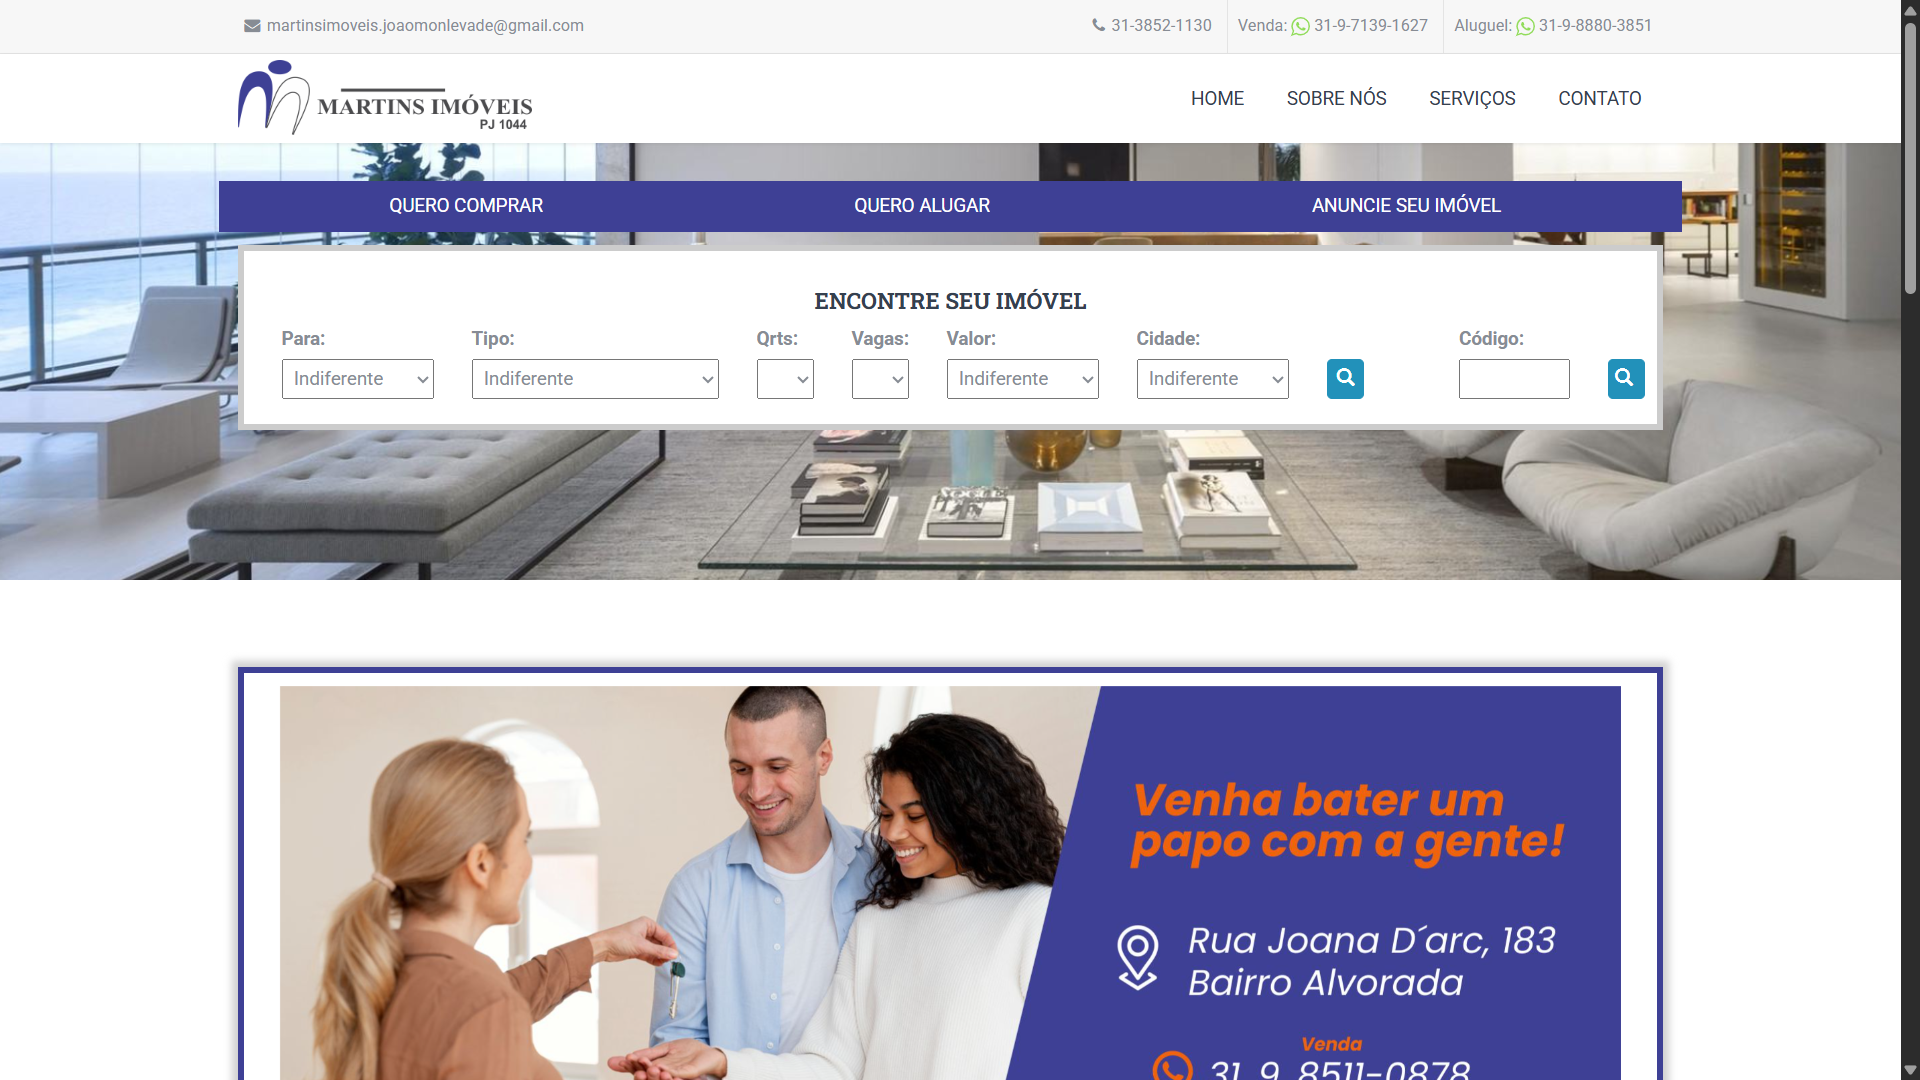 martinsimoveis.joaomonlevade@gmail.com
31-3852-1130
Venda: 31-9-7139-1627
Aluguel: 31-9-8880-3851
MARTINS IMÓVEIS
PJ 1044
HOME
SOBRE NÓS
SERVIÇOS
CONTATO
QUERO COMPRAR
QUERO ALUGAR
ANUNCIE SEU IMÓVEL
ENCONTRE SEU IMÓVEL
Para:
Tipo:
Qrts:
Vagas:
Valor:
Cidade:
Código:
Indiferente
Indiferente
Indiferente
Indiferente
VOGUE
Venha bater um
papo com a gente!
Rua Joana D´arc, 183
Bairro Alvorada
Venda
31 9 8511-0878